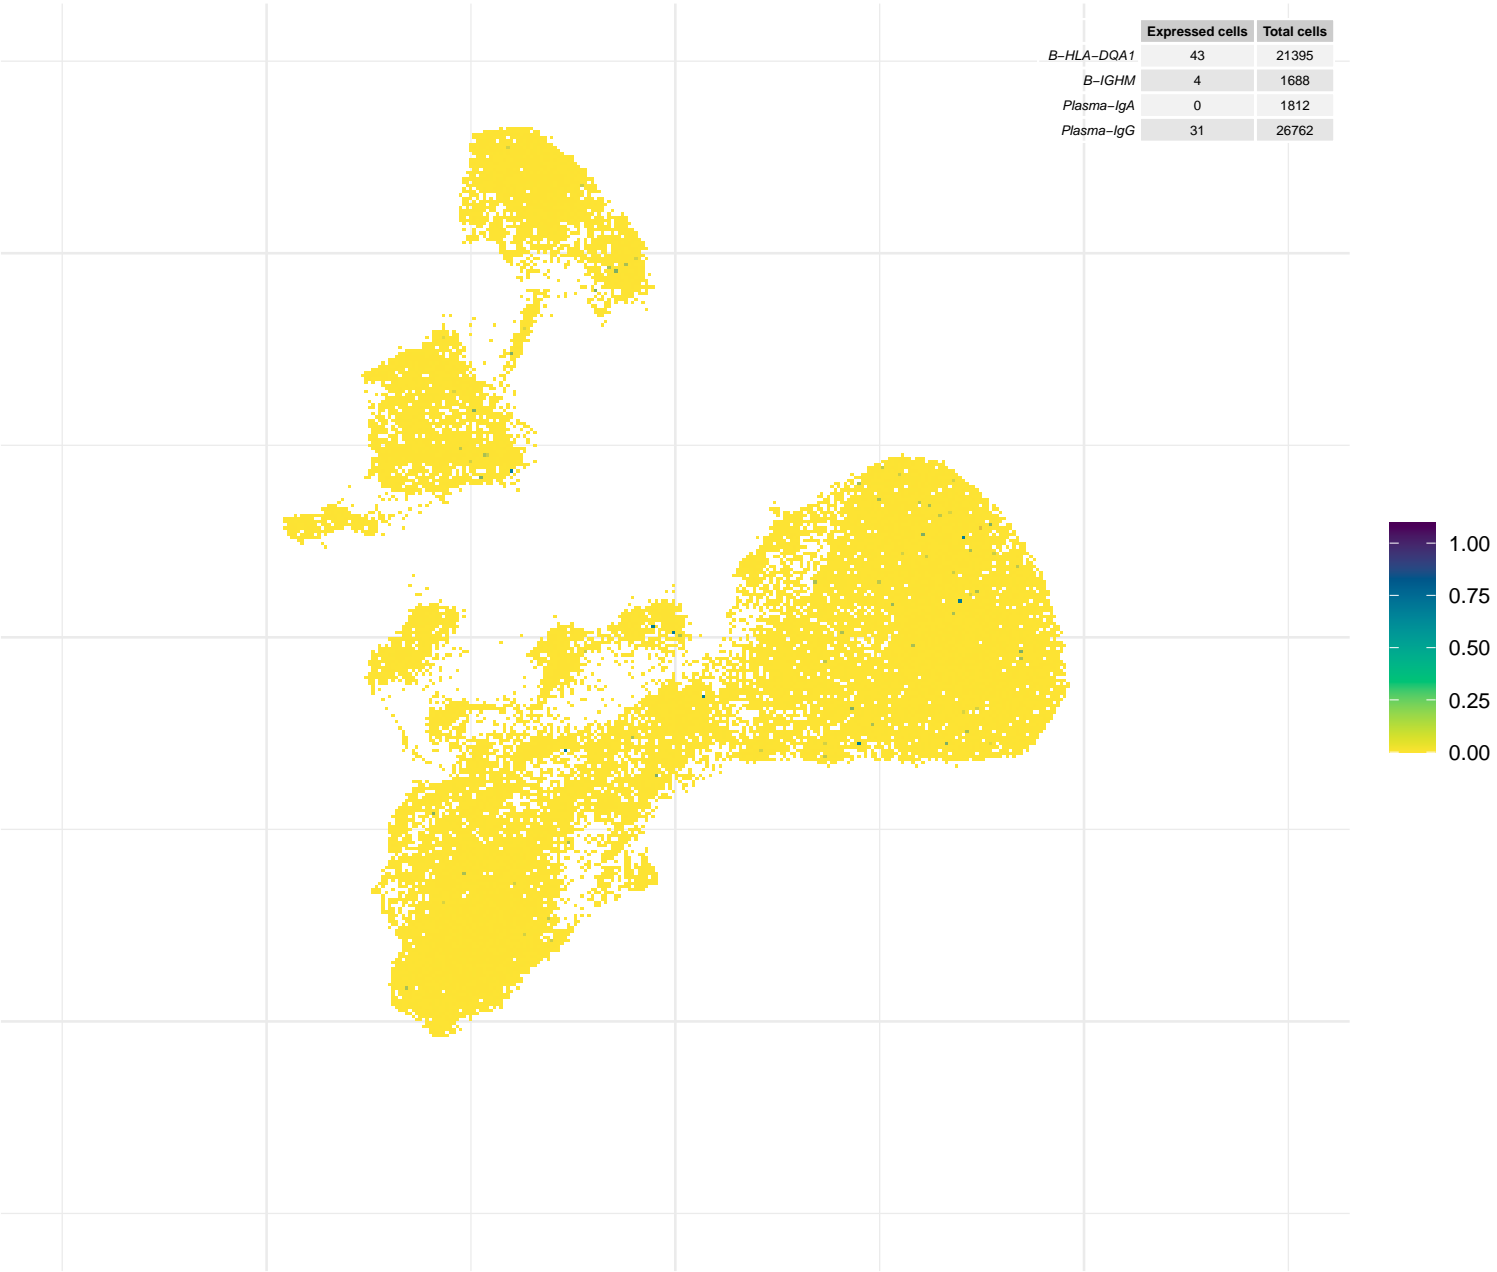 Expressed cells Total cells
B−HLA−DQA1 43 21395
B−IGHM 4 1688
Plasma−IgA 0 1812
Plasma−IgG 31 26762
1.00
0.75
0.50
0.25
0.00